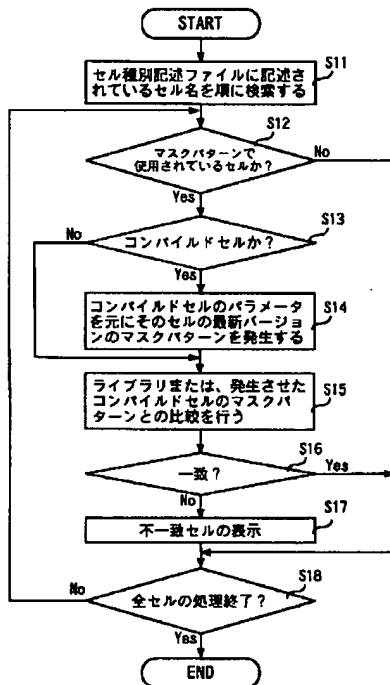 START
S11
セル種別記述ファイルに記述さ
れているセル名を順に検索する
S12
マスクパターンで
使用されているセルか?
No
Yes
S13
No
コンパイルドセルか?
Yes
S14
コンパイルドセルのパラメータ
を元にそのセルの最新バージョ
ンのマスクパターンを発生する
S15
ライブラリまたは、発生させた
コンパイルドセルのマスクパ
ターンとの比較を行う
S16
一致?
Yes
No
S17
不一致セルの表示
S18
No
全セルの処理終了?
Yes
END